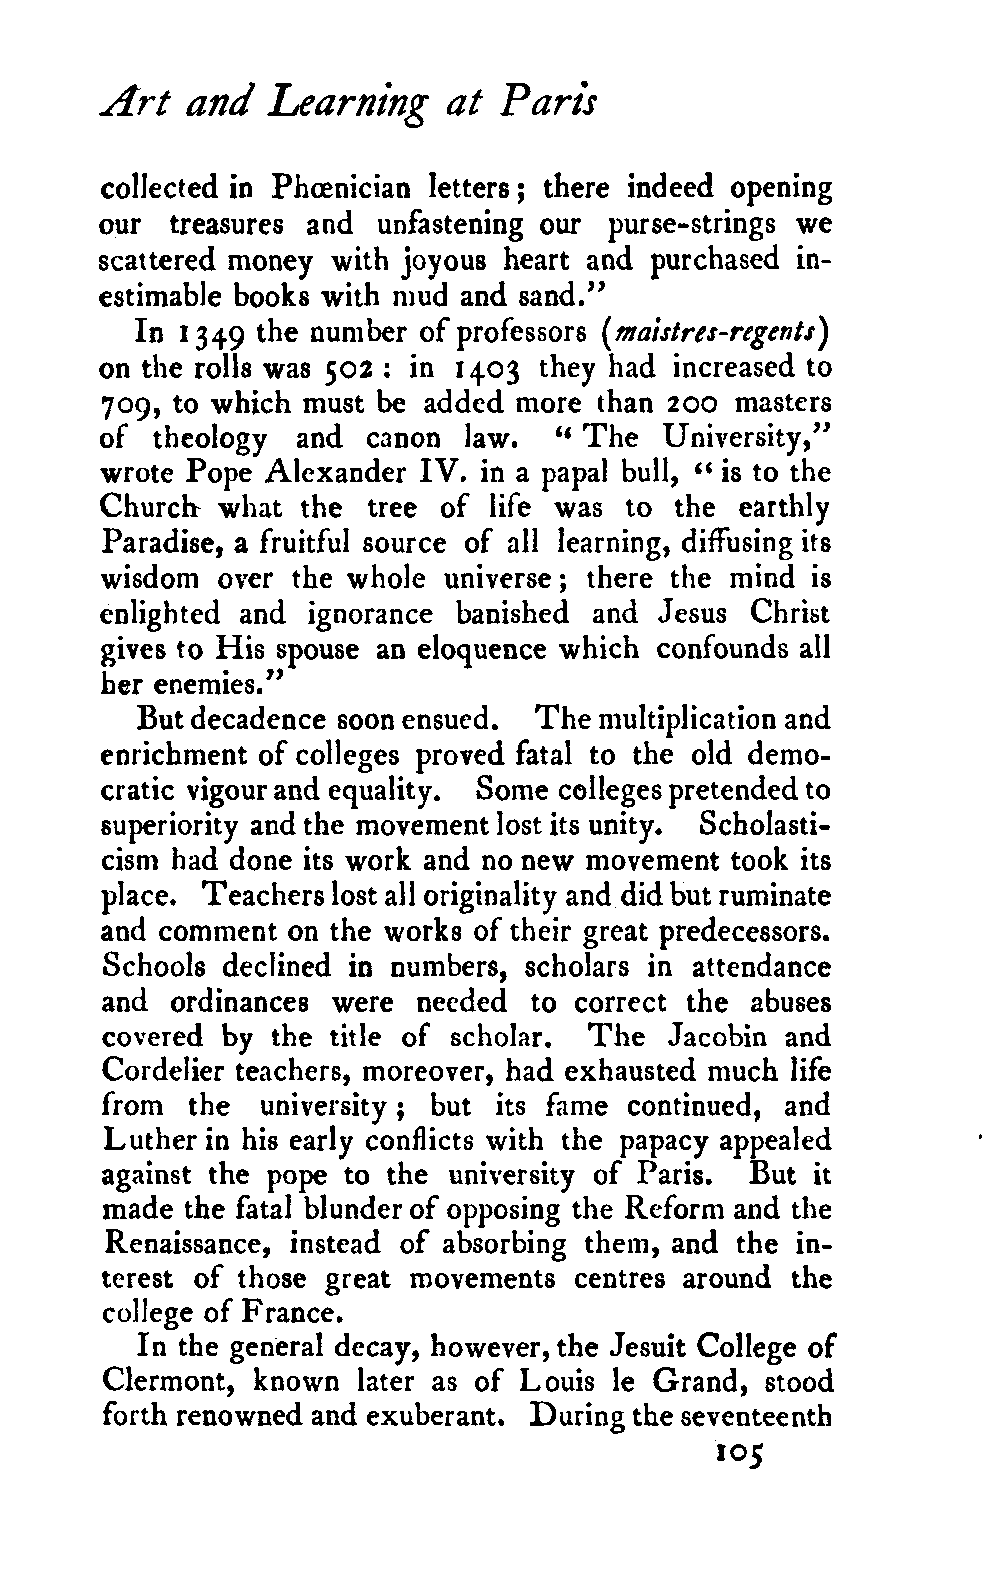 Art and Learning at Paris
collected in Phœnician letters; there indeed opening
our treasures and unfastening our purse-strings we
scattered money with joyous heart and purchased in-
estimable books with mud and sand."
In 1349 the number of professors (maistres-regents)
on the rolls was 502 : in 1403 they had increased to
709, to which must be added more than 200 masters
of theology and canon law. "The University,"
wrote Pope Alexander IV. in a papal bull, "is to the
Church what the tree of life was to the earthly
Paradise, a fruitful source of all learning, diffusing its
wisdom over the whole universe; there the mind is
enlighted and ignorance banished and Jesus Christ
gives to His spouse an eloquence which confounds all
her enemies."
But decadence soon ensued. The multiplication and
enrichment of colleges proved fatal to the old demo-
cratic vigour and equality. Some colleges pretended to
superiority and the movement lost its unity. Scholasti-
cism had done its work and no new movement took its
place. Teachers lost all originality and did but ruminate
and comment on the works of their great predecessors.
Schools declined in numbers, scholars in attendance
and ordinances were needed to correct the abuses
covered by the title of scholar. The Jacobin and
Cordelier teachers, moreover, had exhausted much life
from the university; but its fame continued, and
Luther in his early conflicts with the papacy appealed
against the pope to the university of Paris. But it
made the fatal blunder of opposing the Reform and the
Renaissance, instead of absorbing them, and the in-
terest of those great movements centres around the
college of France.
In the general decay, however, the Jesuit College of
Clermont, known later as of Louis le Grand, stood
forth renowned and exuberant. During the seventeenth
105